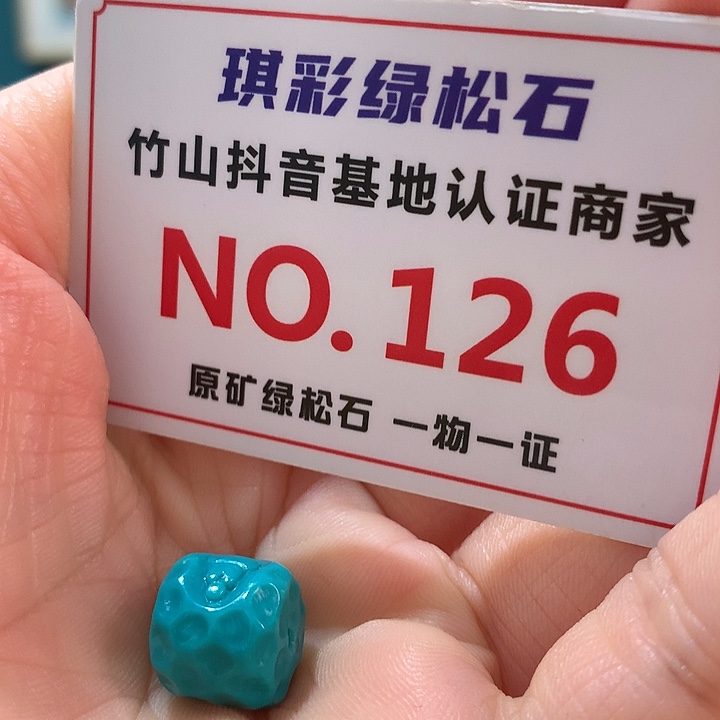 琪彩绿松石
竹山抖音基地认证商家
NO.126
原矿绿松石 一物一证